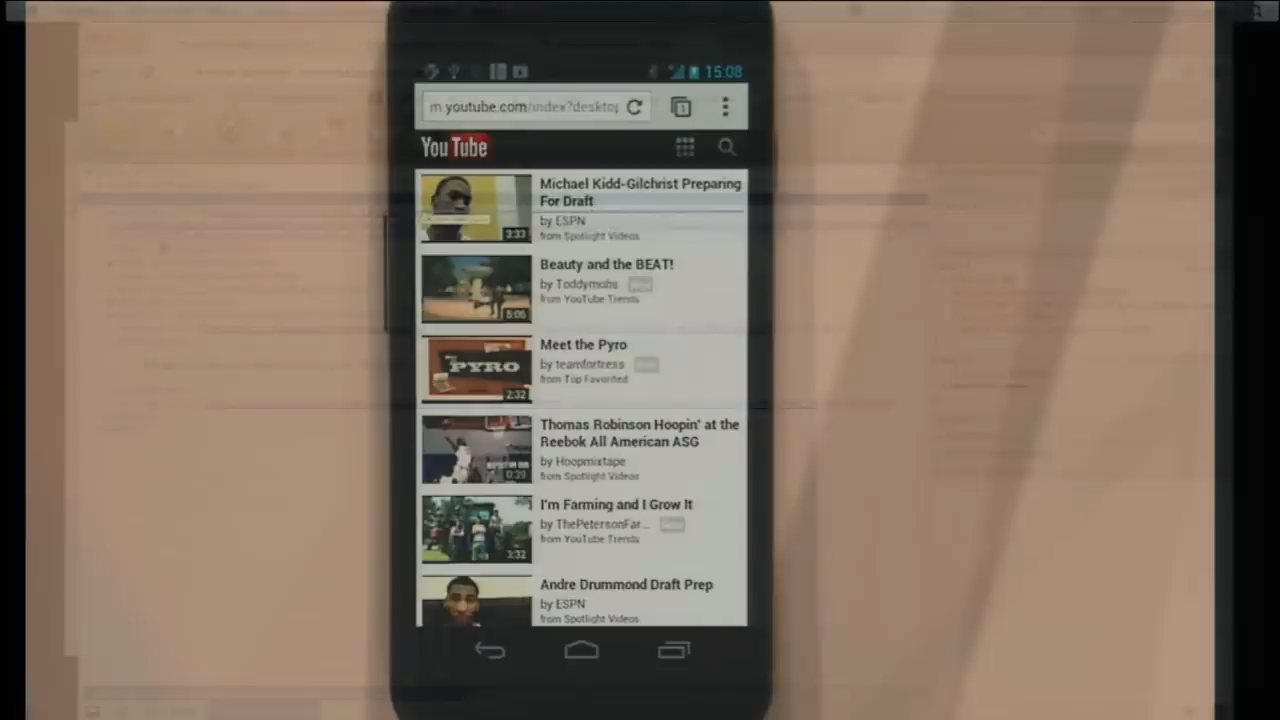 15:08
m.youtube.com/index?desktop
YouTube
Michael Kidd-Gilchrist Preparing
For Draft
by ESPN
from Spotlight Videos
3:33
Beauty and the BEAT!
by Toddymobs
from YouTube Trends
5:06
Meet the Pyro
by teamfortress
from Top Favorited
PYRO
2:32
Thomas Robinson Hoopin' at the
Reebok All American ASG
by Hoopmixtape
from Spotlight Videos
0:39
I'm Farming and I Grow It
by ThePetersonFar...
from YouTube Trends
3:32
Andre Drummond Draft Prep
by ESPN
from Spotlight Videos